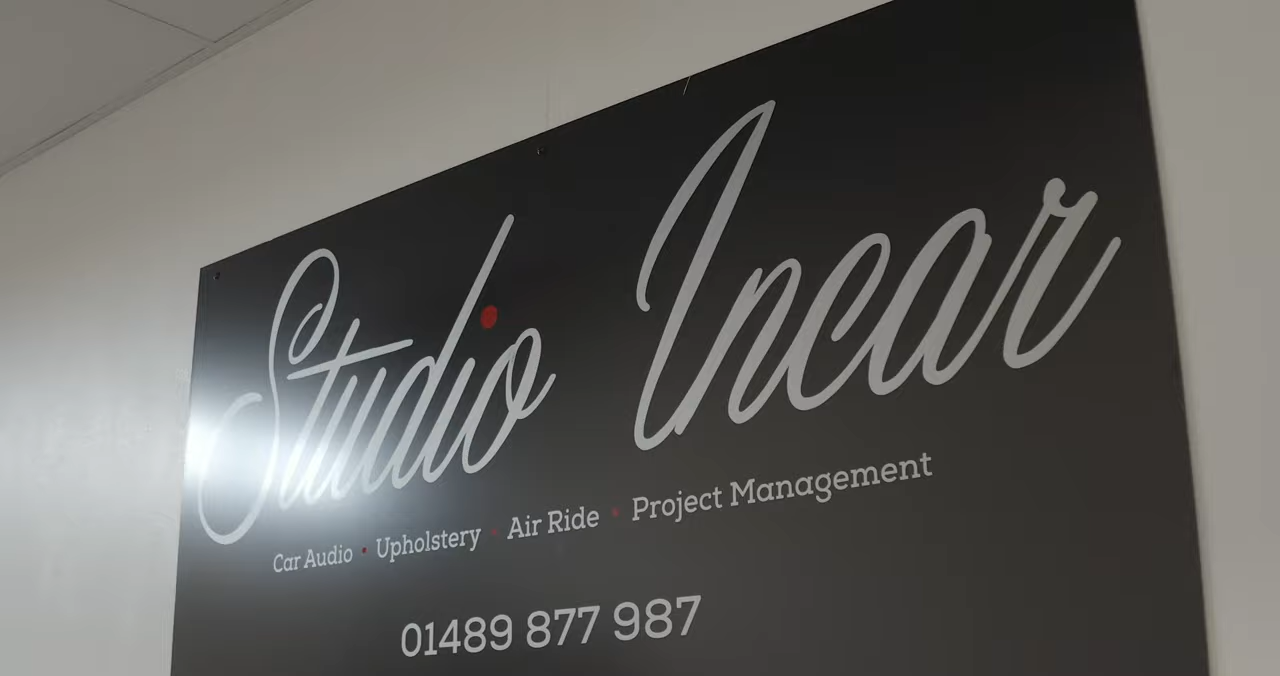 Studio Incar
Car Audio • Upholstery • Air Ride • Project Management
01489 877 987